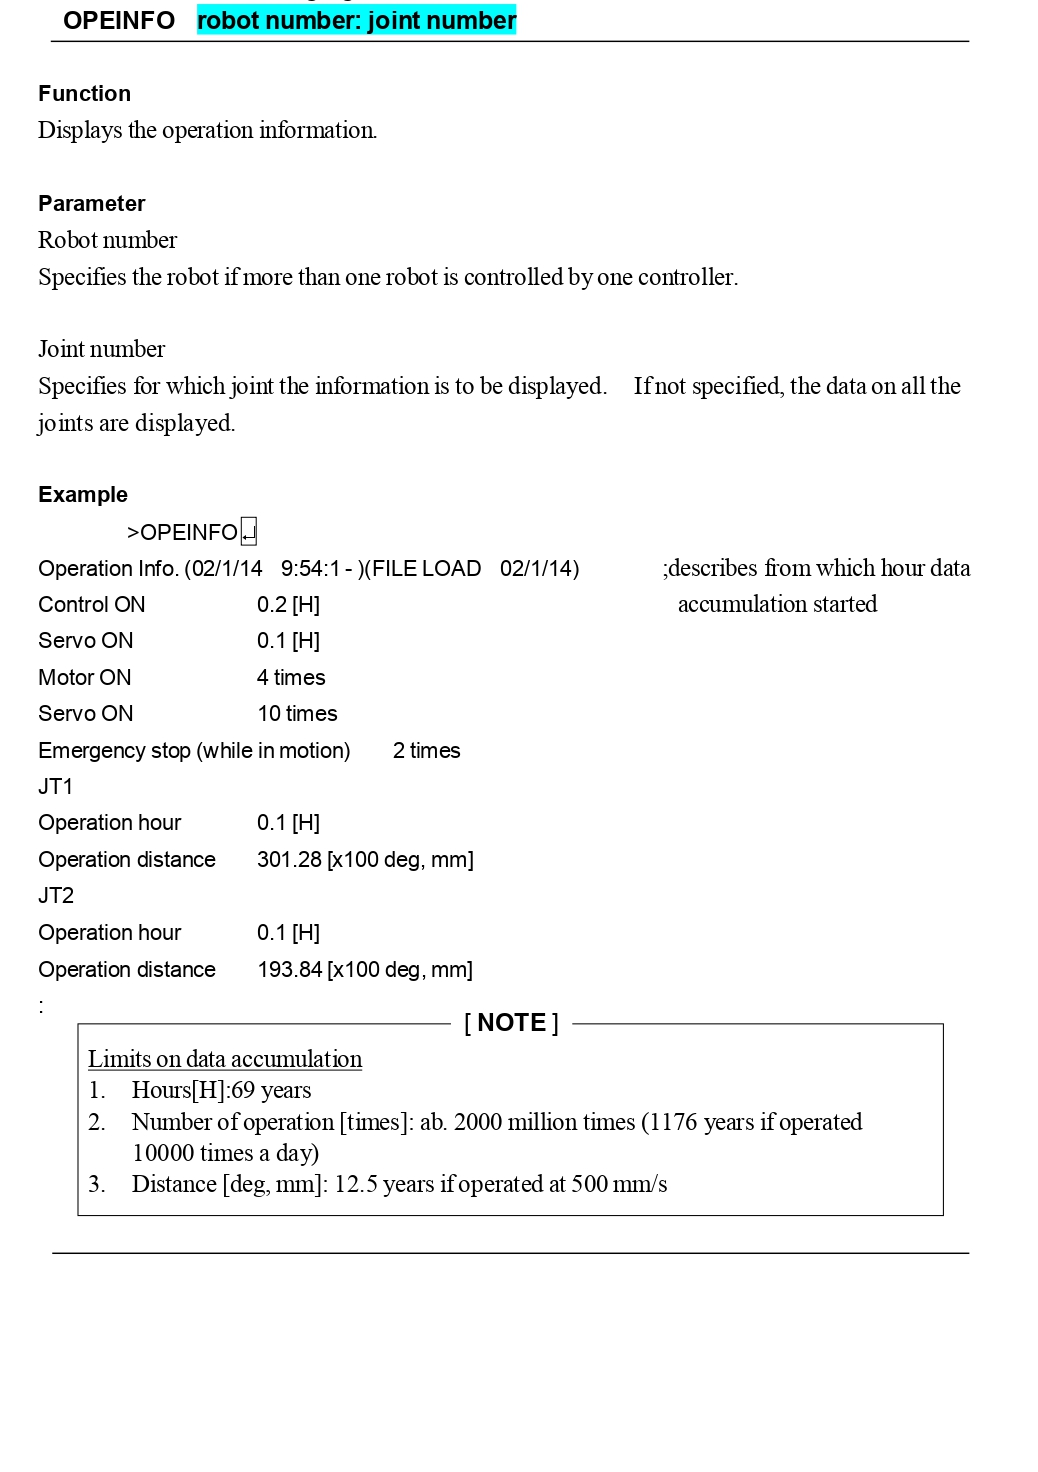 OPEINFO robot number: joint number
Function
Displays the operation information.
Parameter
Robot number
Specifies the robot if more than one robot is controlled by one controller.
Joint number
Specifies for which joint the information is to be displayed. If not specified, the data on all the
joints are displayed.
Example
>OPEINFO↵
Operation Info. (02/1/14 9:54:1 - )(FILE LOAD 02/1/14) ;describes from which hour data
Control ON 0.2 [H] accumulation started
Servo ON 0.1 [H]
Motor ON 4 times
Servo ON 10 times
Emergency stop (while in motion) 2 times
JT1
Operation hour 0.1 [H]
Operation distance 301.28 [x100 deg, mm]
JT2
Operation hour 0.1 [H]
Operation distance 193.84 [x100 deg, mm]
:
[ NOTE ]
Limits on data accumulation
1. Hours[H]:69 years
2. Number of operation [times]: ab. 2000 million times (1176 years if operated
10000 times a day)
3. Distance [deg, mm]: 12.5 years if operated at 500 mm/s